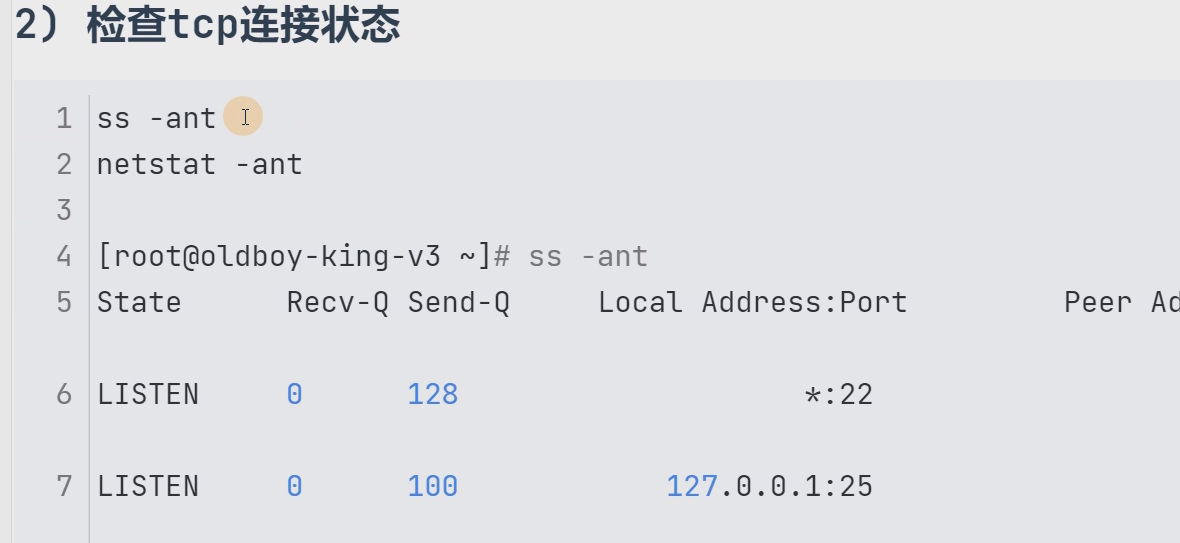 2) 检查tcp连接状态
1 ss -ant
2 netstat -ant
3
4 [root@oldboy-king-v3 ~]# ss -ant
5 State Recv-Q Send-Q Local Address:Port Peer Ad
6 LISTEN 0 128 *:22
7 LISTEN 0 100 127.0.0.1:25